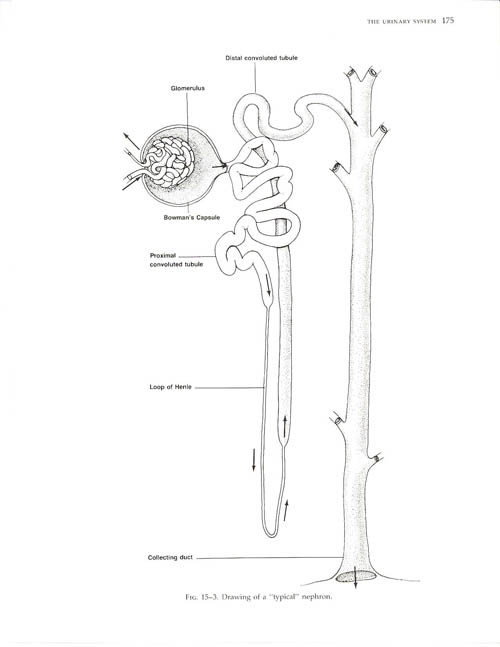 THE URINARY SYSTEM 175
Distal convoluted tubule
Glomerulus
Bowman's Capsule
Proximal
convoluted tubule
Loop of Henle
Collecting duct
FIG. 15–3. Drawing of a "typical" nephron.